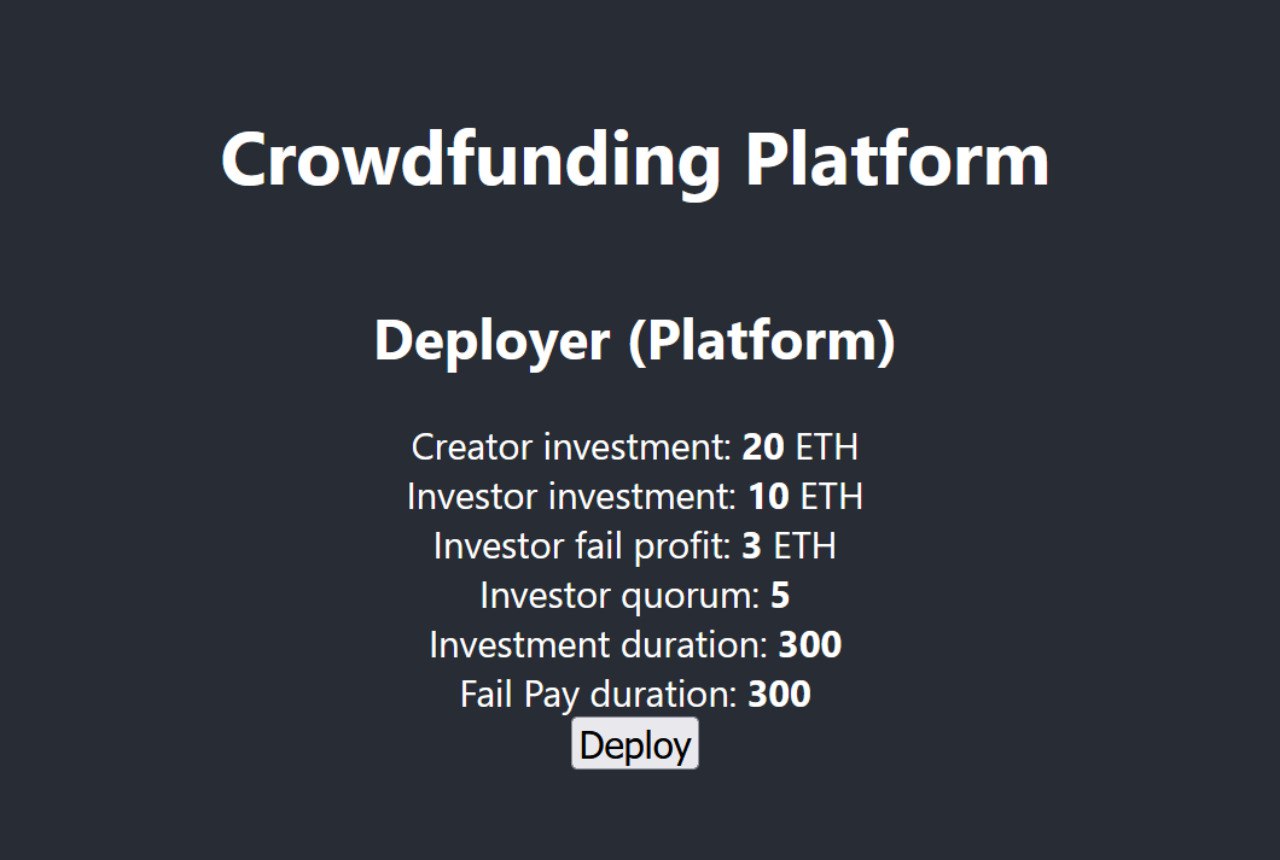 Crowdfunding Platform
Deployer (Platform)
Creator investment: 20 ETH
Investor investment: 10 ETH
Investor fail profit: 3 ETH
Investor quorum: 5
Investment duration: 300
Fail Pay duration: 300
Deploy